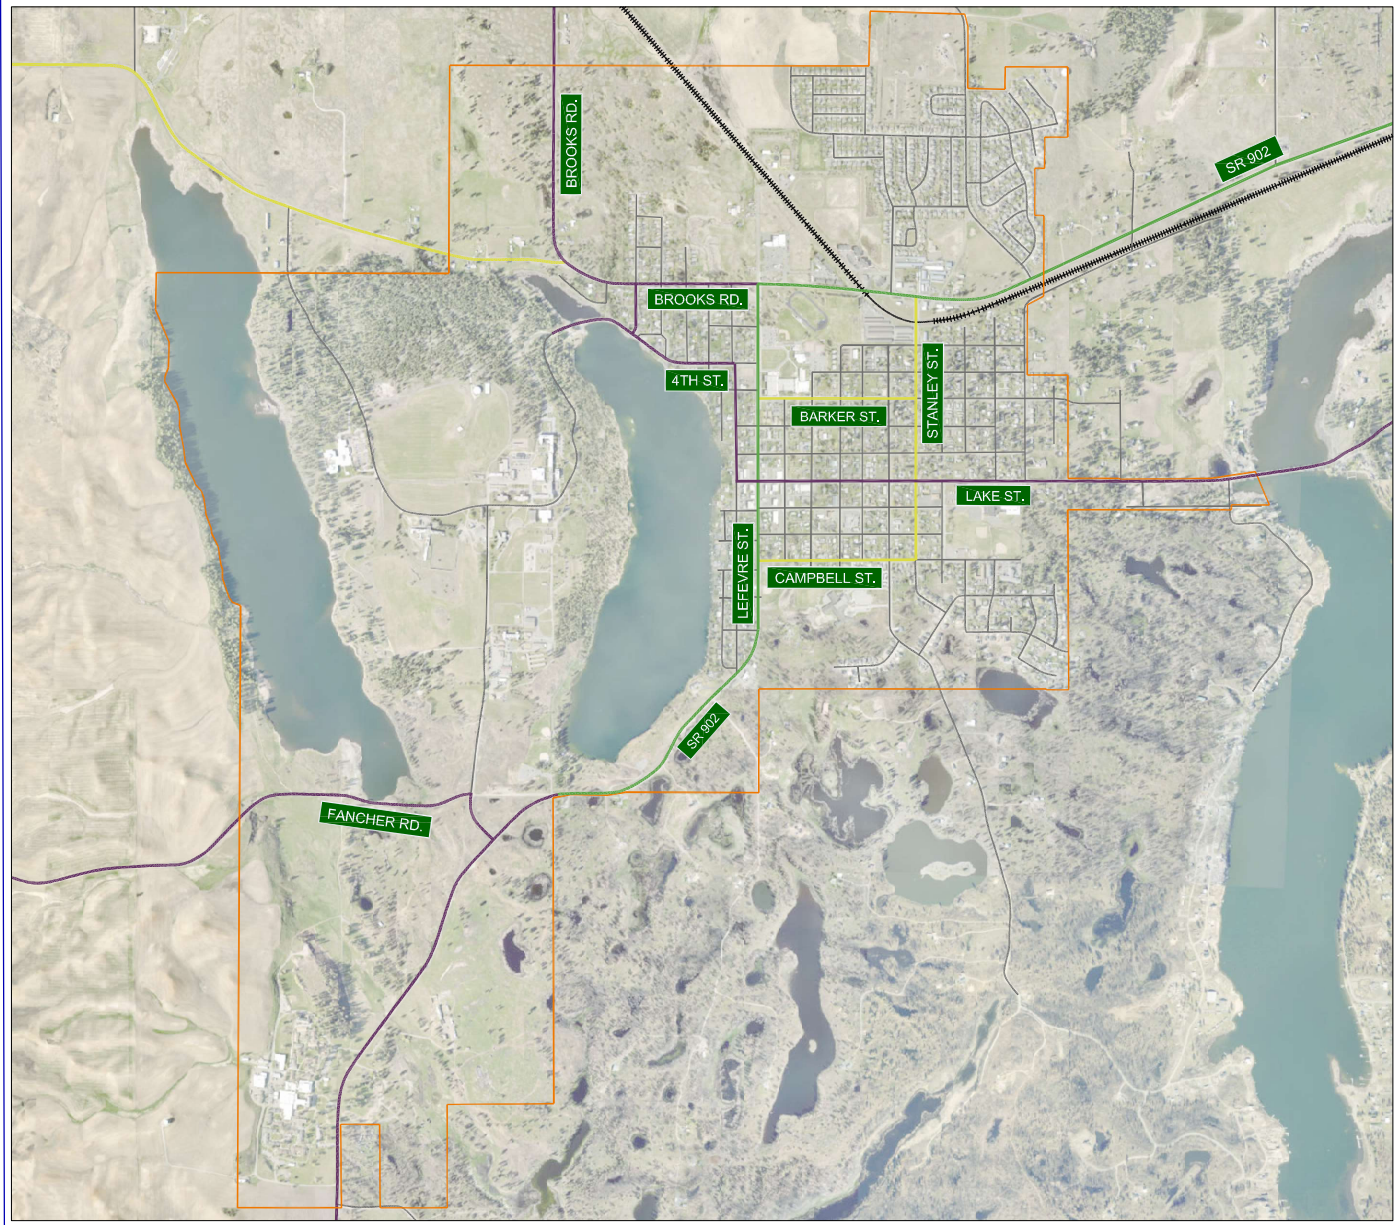 BROOKS RD.
SR 902
BROOKS RD.
4TH ST.
STANLEY ST.
BARKER ST.
LAKE ST.
LEFEVRE ST.
CAMPBELL ST.
SR 902
FANCHER RD.